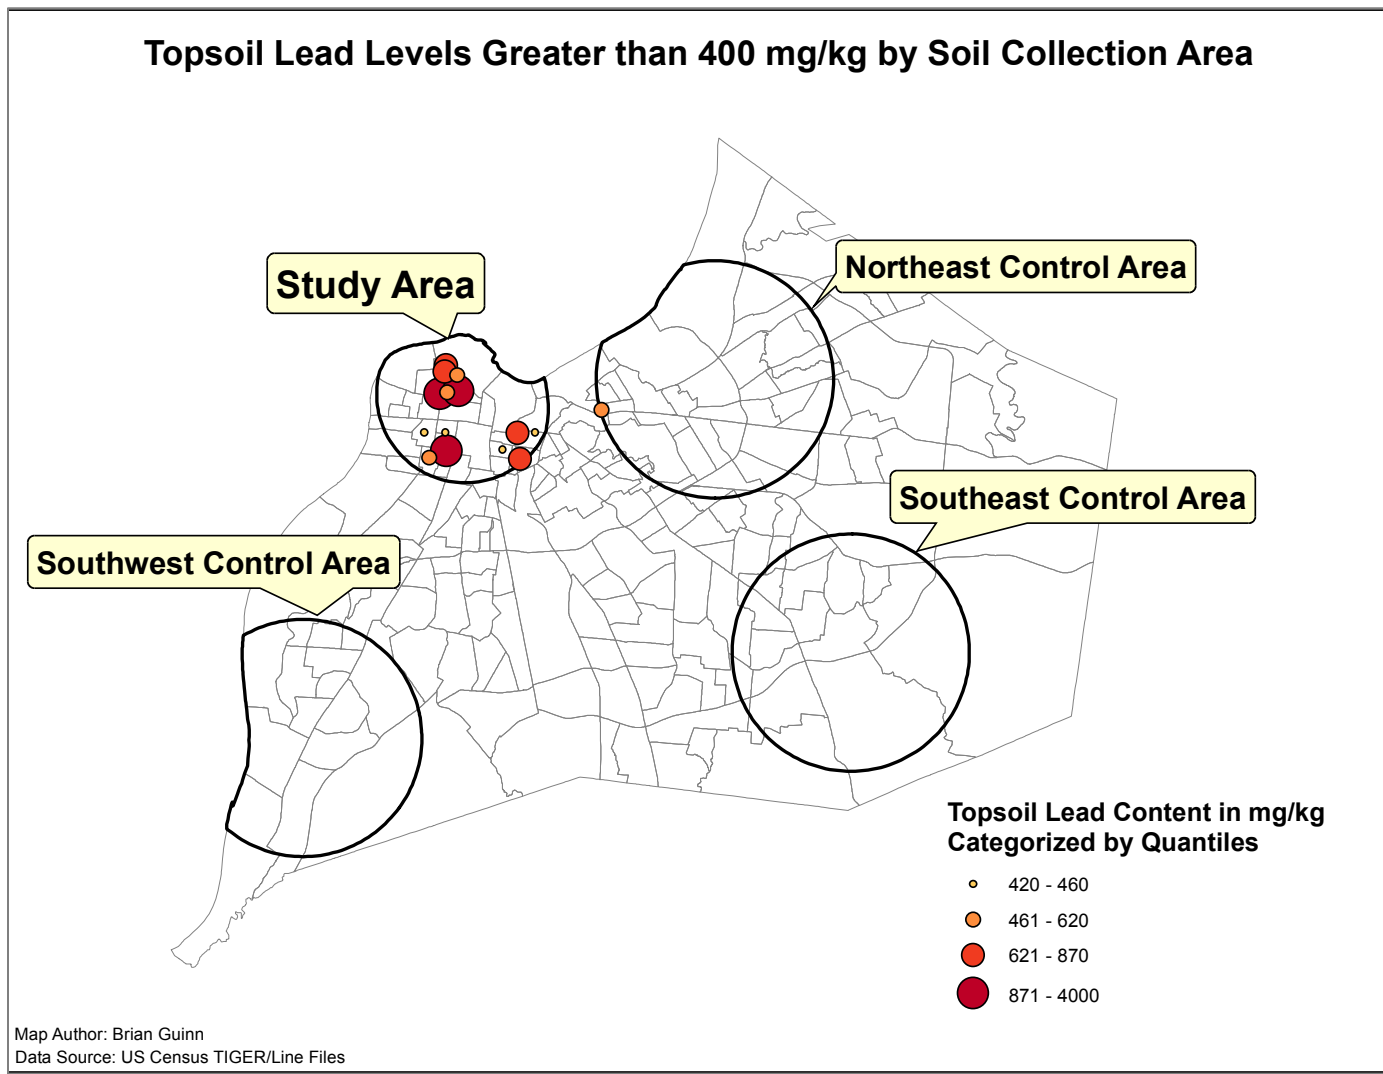 Topsoil Lead Levels Greater than 400 mg/kg by Soil Collection Area
Northeast Control Area
Study Area
Southeast Control Area
Southwest Control Area
Topsoil Lead Content in mg/kg
Categorized by Quantiles
420 - 460
461 - 620
621 - 870
871 - 4000
Map Author: Brian Guinn
Data Source: US Census TIGER/Line Files